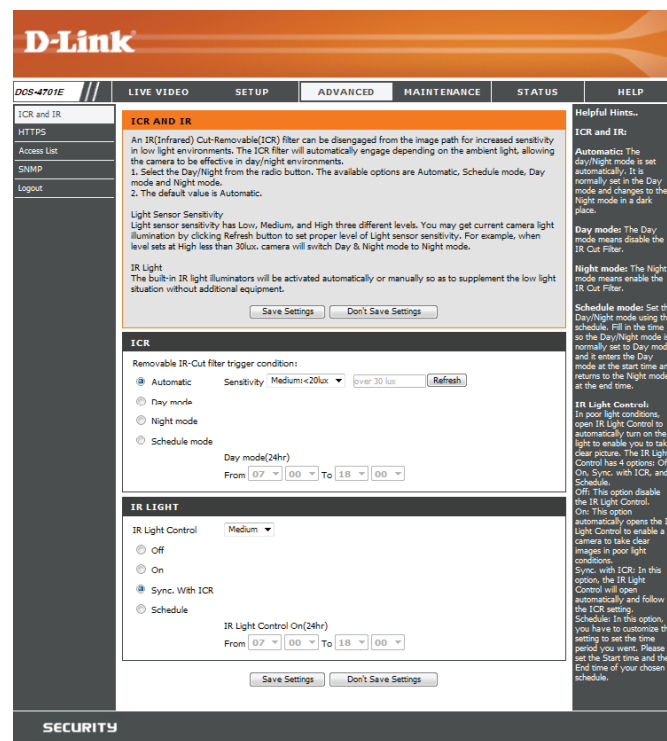 D-Link
DCS-4701E
LIVE VIDEO
SETUP
ADVANCED
MAINTENANCE
STATUS
HELP
ICR and IR
HTTPS
Access List
SNMP
Logout
ICR AND IR
An IR(Infrared) Cut-Removable(ICR) filter can be disengaged from the image path for increased sensitivity
in low light environments. The ICR filter will automatically engage depending on the ambient light, allowing
the camera to be effective in day/night environments.
1. Select the Day/Night from the radio button. The available options are Automatic, Schedule mode, Day
mode and Night mode.
2. The default value is Automatic.
Light Sensor Sensitivity
Light sensor sensitivity has Low, Medium, and High three different levels. You may get current camera light
illumination by clicking Refresh button to set proper level of Light sensor sensitivity. For example, when
level sets at High less than 30lux. camera will switch Day & Night mode to Night mode.
IR Light
The built-in IR light illuminators will be activated automatically or manually so as to supplement the low light
situation without additional equipment.
Save Settings Don't Save Settings
ICR
Removable IR-Cut filter trigger condition:
Automatic Sensitivity Medium:<20lux over 30 lux Refresh
Day mode
Night mode
Schedule mode
Day mode(24hr)
From 07 00 To 18 00
IR LIGHT
IR Light Control Medium
Off
On
Sync. With ICR
Schedule
IR Light Control On(24hr)
From 07 00 To 18 00
Save Settings Don't Save Settings
Helpful Hints..
ICR and IR:
Automatic: The
day/Night mode is set
automatically. It is
normally set in the Day
mode and changes to the
Night mode in a dark
place.
Day mode: The Day
mode means disable the
IR Cut Filter.
Night mode: The Night
mode means enable the
IR Cut Filter.
Schedule mode: Set th
Day/Night mode using th
schedule. Fill in the time
so the Day/Night mode is
normally set to Day mod
and it enters the Day
mode at the start time an
returns to the Night mode
at the end time.
IR Light Control:
In poor light conditions,
open IR Light Control to
automatically turn on the
light to enable you to tak
clear picture. The IR Ligh
Control has 4 options: Of
On, Sync. with ICR, and
Schedule.
Off: This option disable
the IR Light Control.
On: This option
automatically opens the I
Light Control to enable a
camera to take clear
images in poor light
conditions.
Sync. with ICR: In this
option, the IR Light
Control will open
automatically and follow
the ICR setting.
Schedule: In this option,
you have to customize th
setting to set the time
period you went. Please
set the Start time and the
End time of your chosen
schedule.
SECURITY